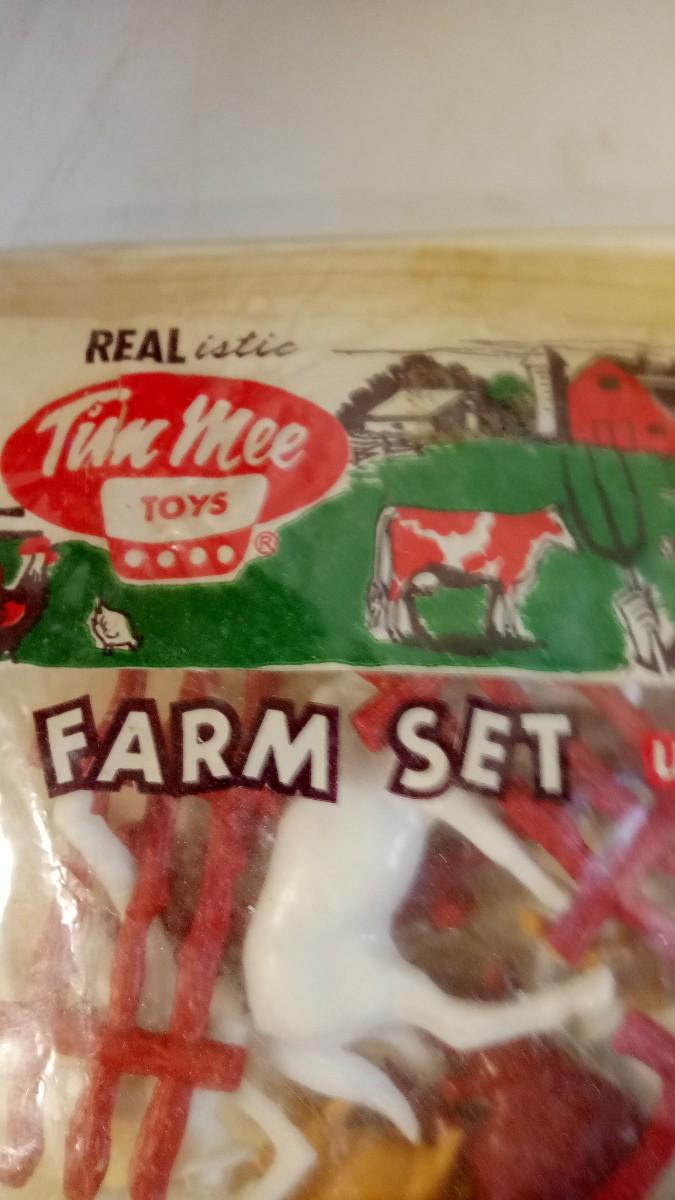 REAListic
Tim Mee
TOYS
®
FARM SET